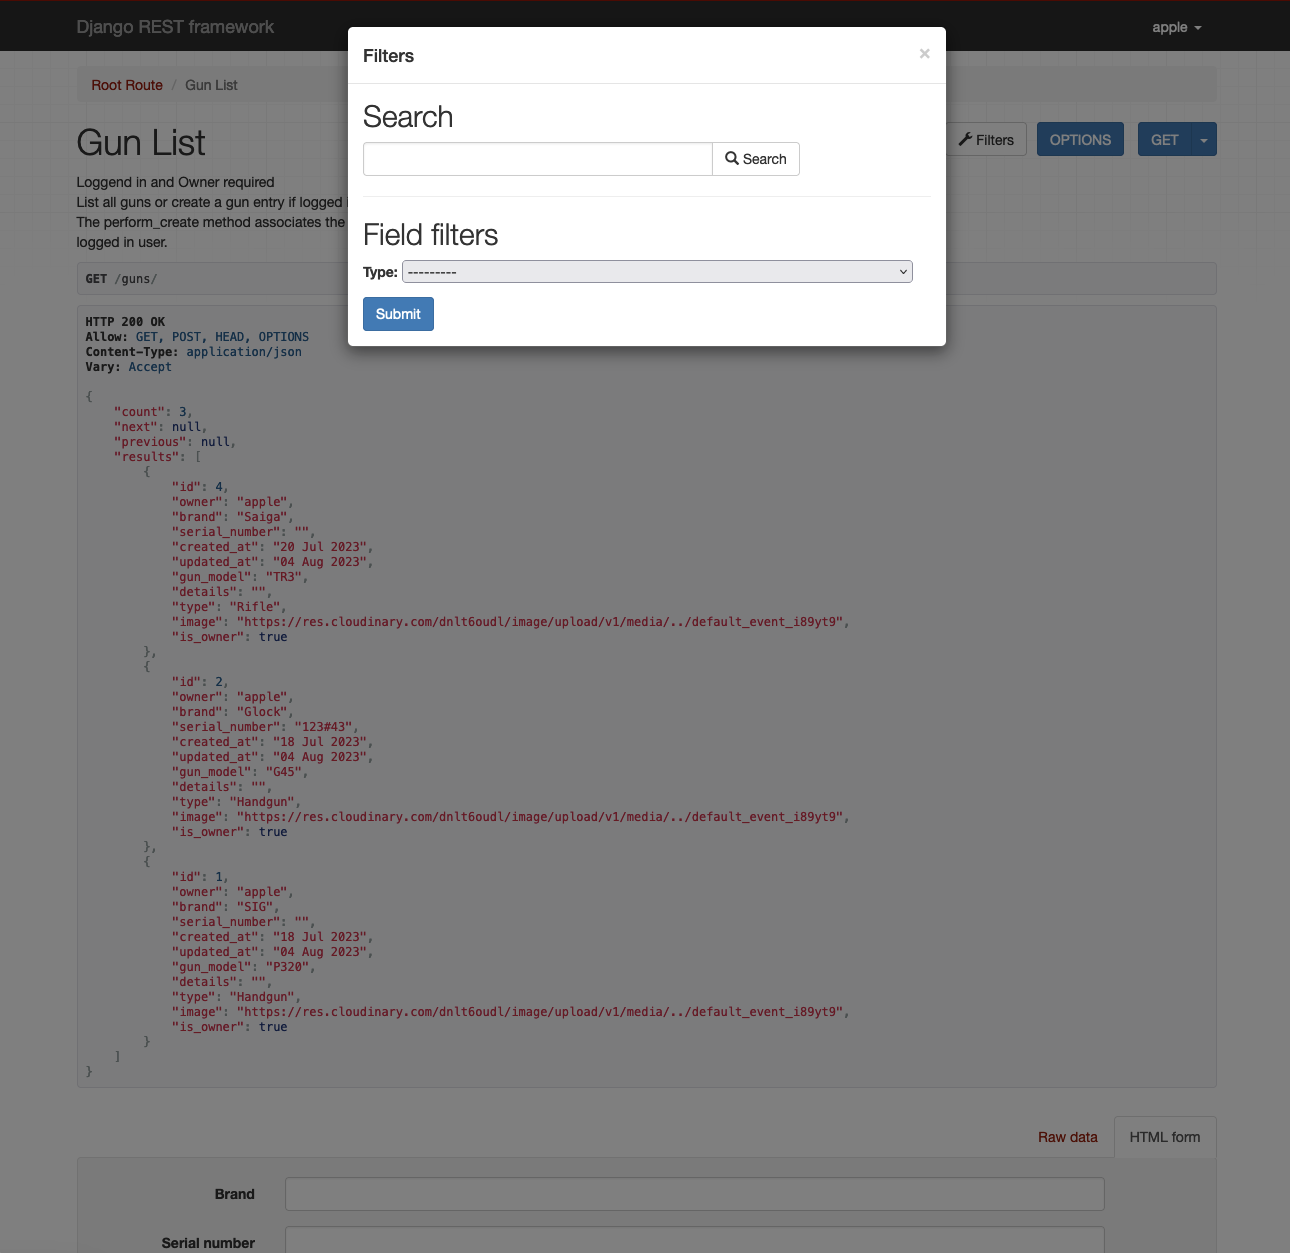 Django REST framework
apple
Filters
×
Root Route / Gun List
Search
Gun List
Filters
OPTIONS
GET
Search
Loggend in and Owner required
List all guns or create a gun entry if logged
The perform_create method associates the
logged in user.
Field filters
Type: ---------
GET /guns/
Submit
HTTP 200 OK
Allow: GET, POST, HEAD, OPTIONS
Content-Type: application/json
Vary: Accept
{
"count": 3,
"next": null,
"previous": null,
"results": [
{
"id": 4,
"owner": "apple",
"brand": "Saiga",
"serial_number": "",
"created_at": "20 Jul 2023",
"updated_at": "04 Aug 2023",
"gun_model": "TR3",
"details": "",
"type": "Rifle",
"image": "https://res.cloudinary.com/dnlt6oudl/image/upload/v1/media/../default_event_i89yt9",
"is_owner": true
},
{
"id": 2,
"owner": "apple",
"brand": "Glock",
"serial_number": "123#43",
"created_at": "18 Jul 2023",
"updated_at": "04 Aug 2023",
"gun_model": "G45",
"details": "",
"type": "Handgun",
"image": "https://res.cloudinary.com/dnlt6oudl/image/upload/v1/media/../default_event_i89yt9",
"is_owner": true
},
{
"id": 1,
"owner": "apple",
"brand": "SIG",
"serial_number": "",
"created_at": "18 Jul 2023",
"updated_at": "04 Aug 2023",
"gun_model": "P320",
"details": "",
"type": "Handgun",
"image": "https://res.cloudinary.com/dnlt6oudl/image/upload/v1/media/../default_event_i89yt9",
"is_owner": true
}
]
}
Raw data
HTML form
Brand
Serial number